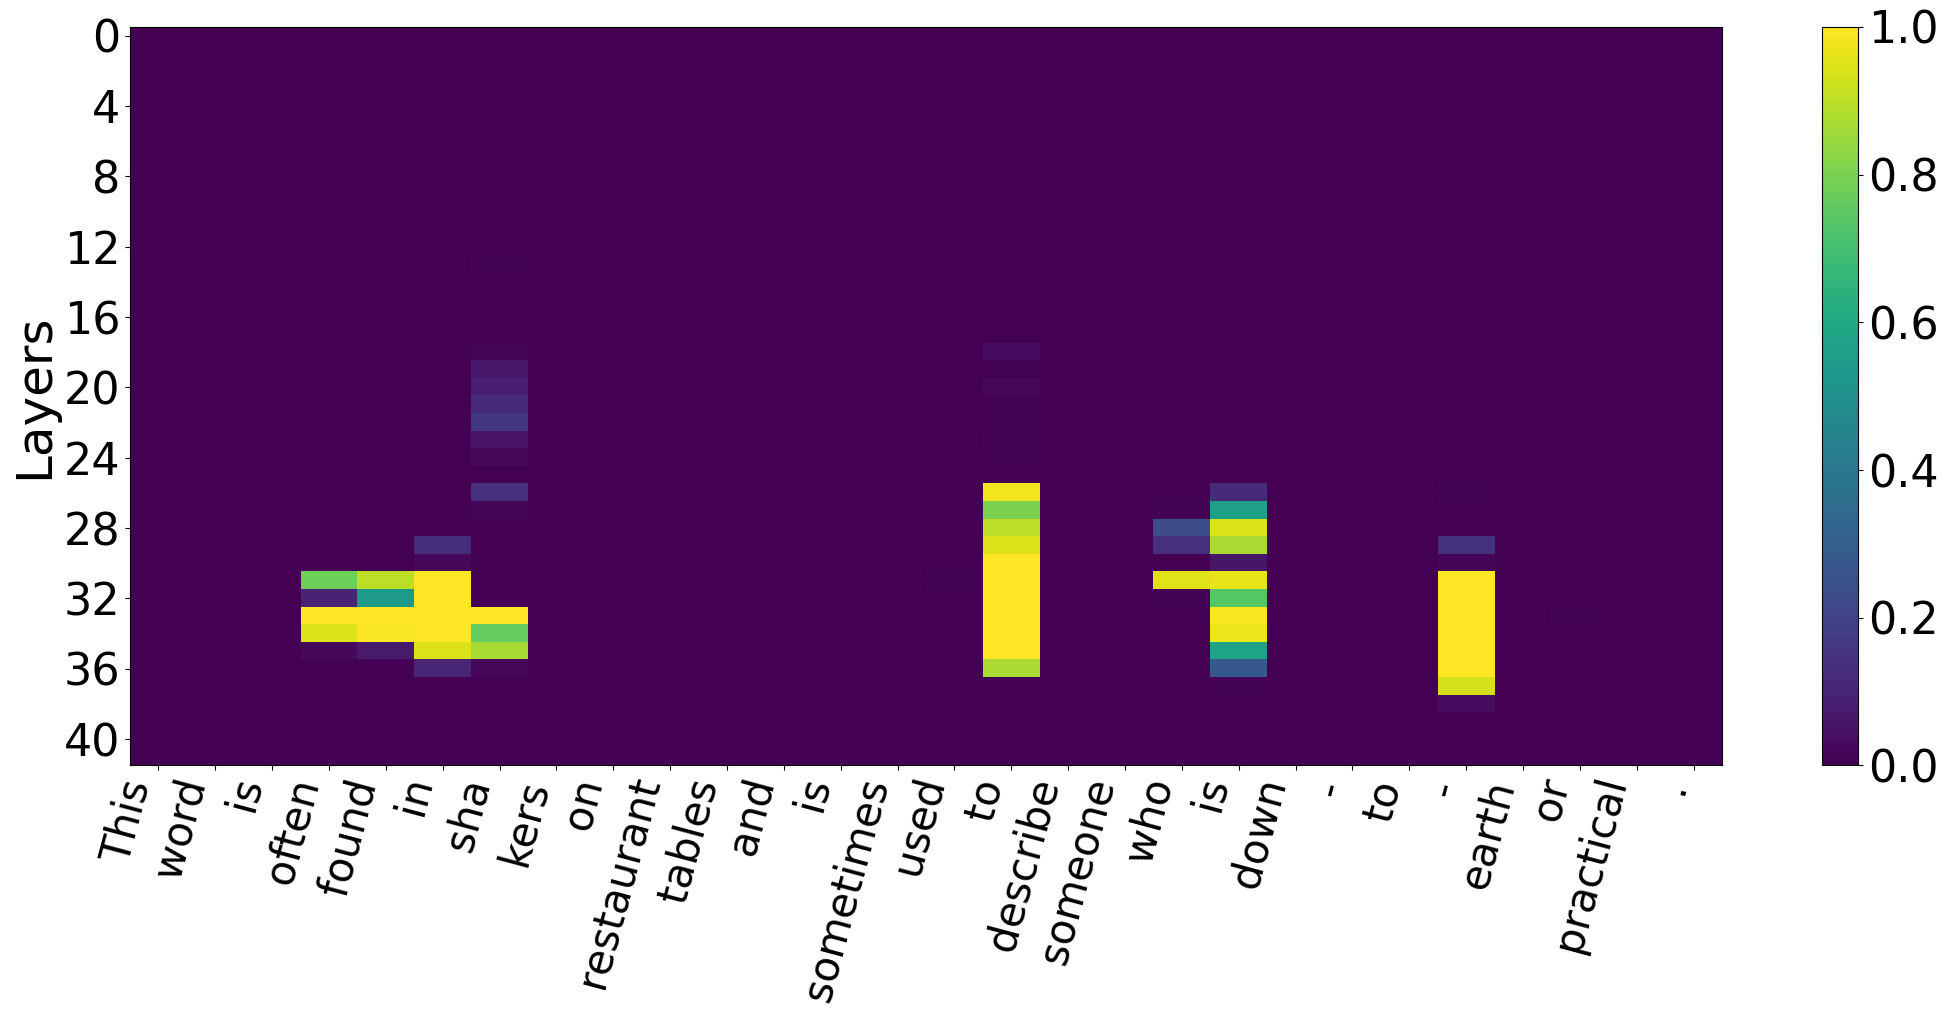 Layers
0
4
8
12
16
20
24
28
32
36
40
This
word
is
often
found
in
sha
kers
on
restaurant
tables
and
is
sometimes
used
to
describe
someone
who
is
down
-
to
-
earth
or
practical
.
1.0
0.8
0.6
0.4
0.2
0.0